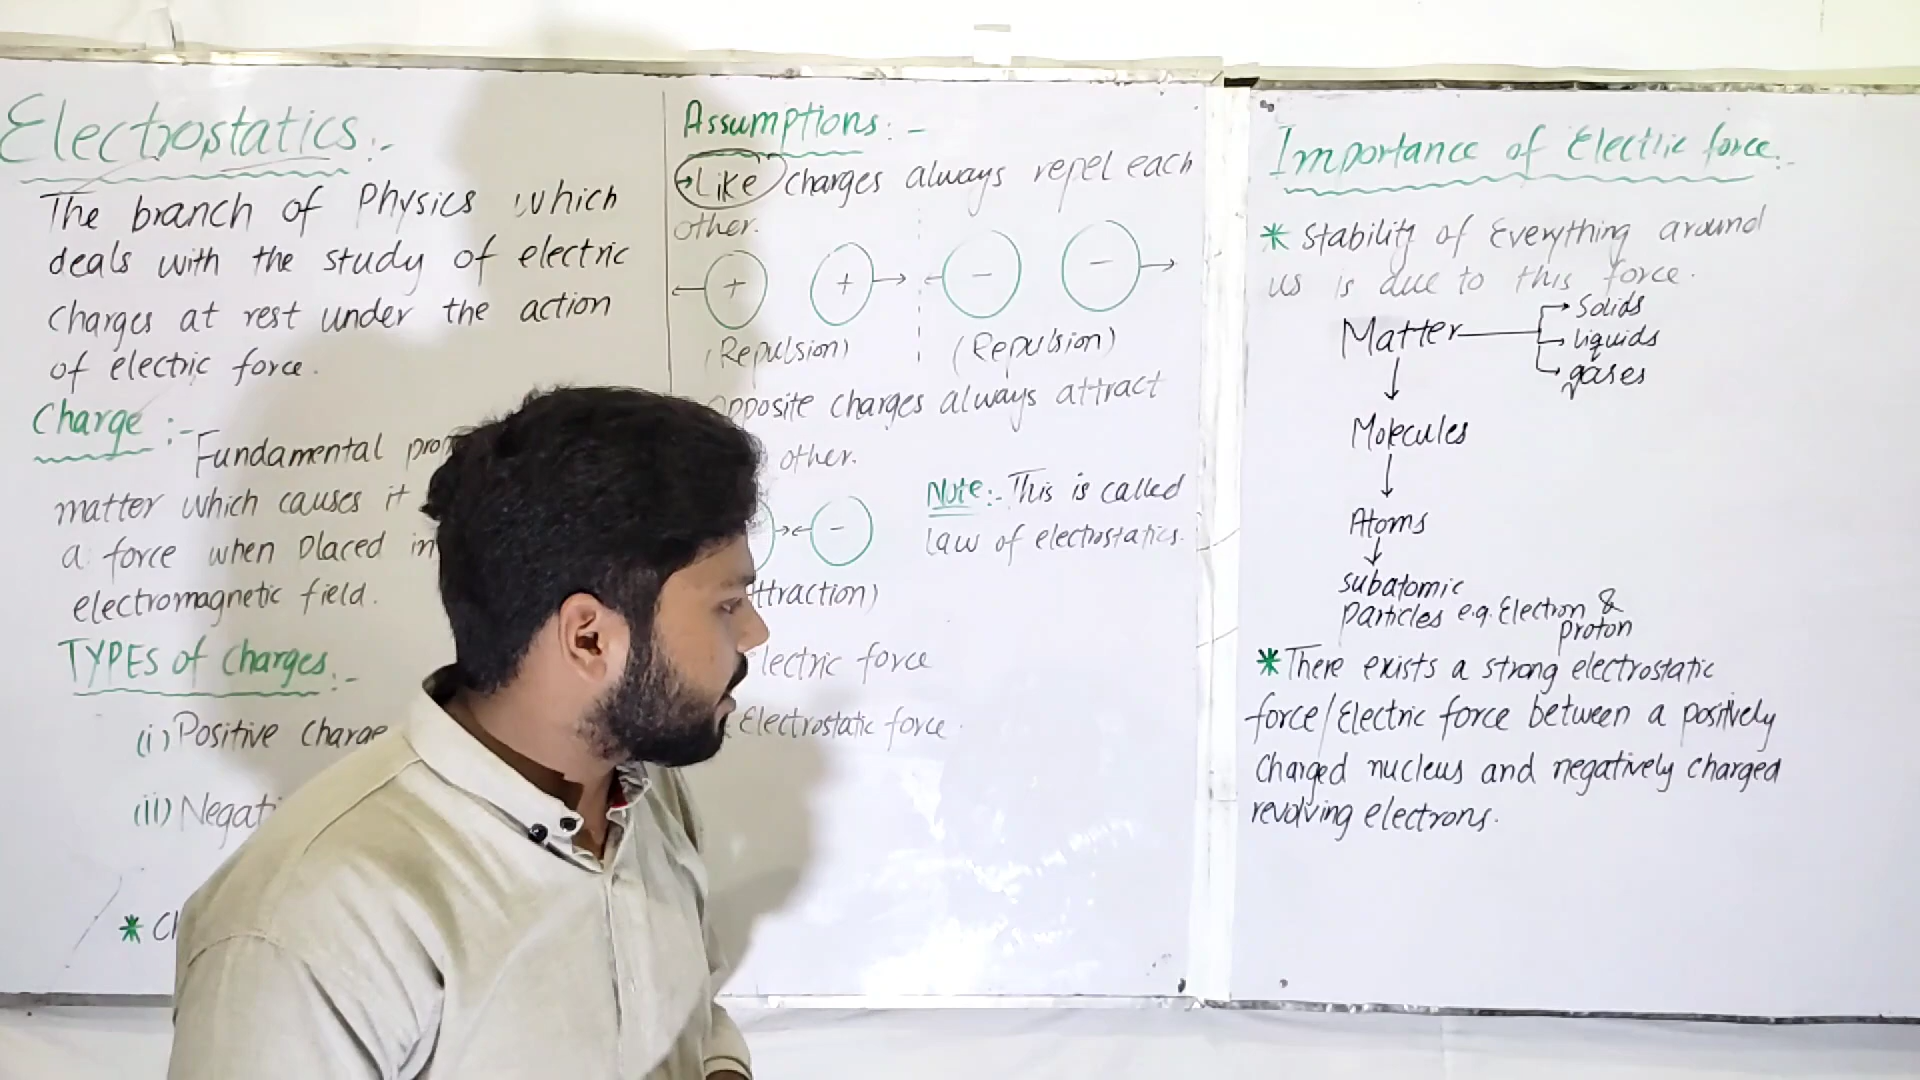 Electrostatics:-
The branch of Physics which
deals with the study of electric
charges at rest under the action
of electric force.
Charge :-
Fundamental
matter which causes it
a force when placed in
electromagnetic field.
TYPES of Charges:-
(i) Positive Charge
(ii)
*
Assumptions:-
→Like charges always repel each
other.
+ + - -
(Repulsion) (Repulsion)
opposite charges always attract
other.
-
Note:- This is called
law of electrostatics.
force
Electrostatic force.
Importance of Electric force:-
* Stability of Everything around
us is due to this force.
Matter
Solids
liquids
gases
Molecules
Atoms
subatomic
Particles e.g. Electron &
proton
* There exists a strong electrostatic
force/Electric force between a positively
Charged nucleus and negatively charged
revolving electrons.